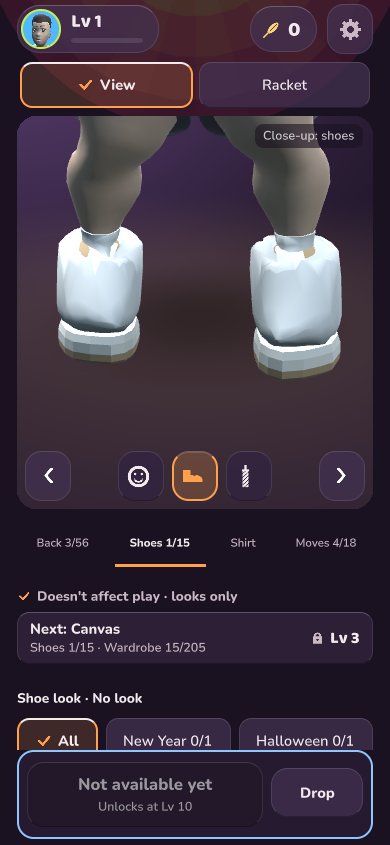 Lv 1
0
View
Racket
Close-up: shoes
Back 3/56
Shoes 1/15
Shirt
Moves 4/18
Doesn't affect play · looks only
Next: Canvas
Shoes 1/15 · Wardrobe 15/205
Lv 3
Shoe look · No look
All
New Year 0/1
Halloween 0/1
Not available yet
Unlocks at Lv 10
Drop